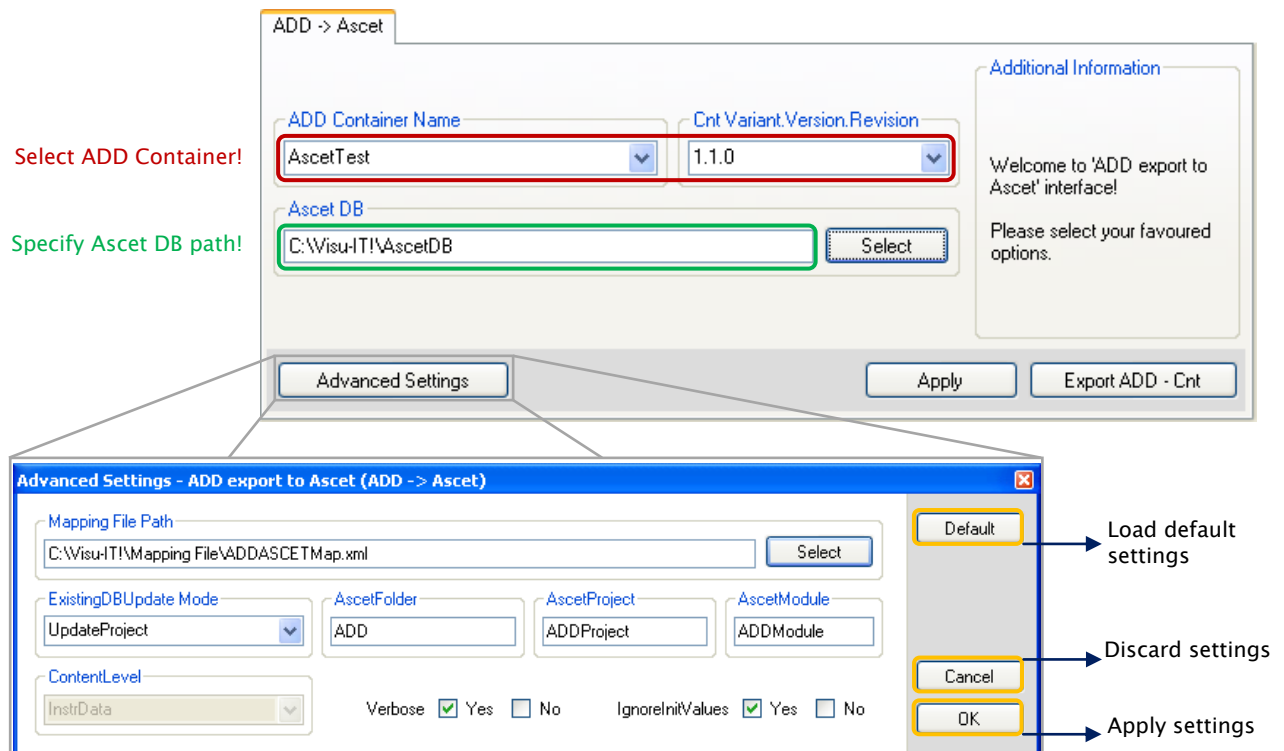 ADD -> Ascet
Additional Information
ADD Container Name
Cnt Variant.Version.Revision
Select ADD Container!
AscetTest
1.1.0
Welcome to 'ADD export to
Ascet' interface!
Please select your favoured
options.
Ascet DB
Specify Ascet DB path!
C:\Visu-IT!\AscetDB
Select
Advanced Settings
Apply
Export ADD - Cnt
Advanced Settings - ADD export to Ascet (ADD -> Ascet)
Mapping File Path
C:\Visu-IT!\Mapping File\ADDASCETMap.xml
Select
Default
Load default
settings
ExistingDBUpdate Mode
AscetFolder
AscetProject
AscetModule
UpdateProject
ADD
ADDProject
ADDModule
Discard settings
ContentLevel
Cancel
InstrData
Verbose
Yes
No
IgnoreInitValues
Yes
No
OK
Apply settings